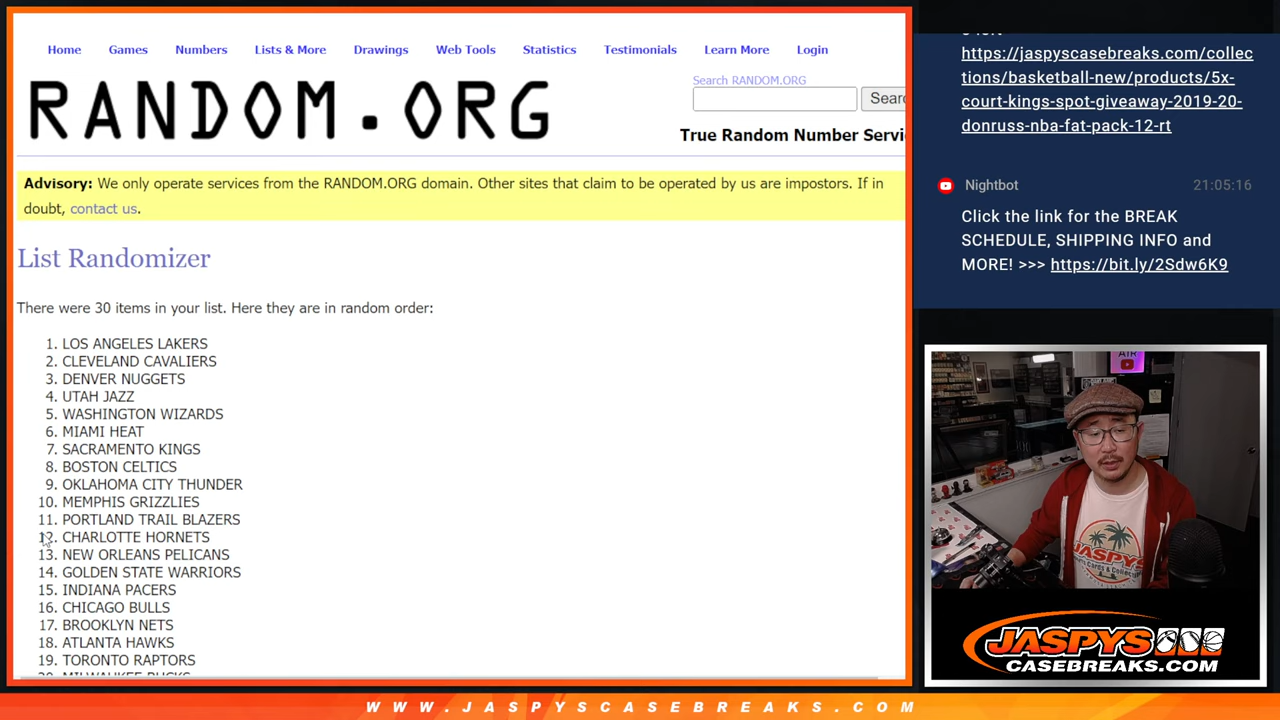 Home Games Numbers Lists & More Drawings Web Tools Statistics Testimonials Learn More Login
RANDOM.ORG
Search RANDOM.ORG
Searc
True Random Number Servi
Advisory: We only operate services from the RANDOM.ORG domain. Other sites that claim to be operated by us are impostors. If in
doubt, contact us.
List Randomizer
There were 30 items in your list. Here they are in random order:
1. LOS ANGELES LAKERS
2. CLEVELAND CAVALIERS
3. DENVER NUGGETS
4. UTAH JAZZ
5. WASHINGTON WIZARDS
6. MIAMI HEAT
7. SACRAMENTO KINGS
8. BOSTON CELTICS
9. OKLAHOMA CITY THUNDER
10. MEMPHIS GRIZZLIES
11. PORTLAND TRAIL BLAZERS
12. CHARLOTTE HORNETS
13. NEW ORLEANS PELICANS
14. GOLDEN STATE WARRIORS
15. INDIANA PACERS
16. CHICAGO BULLS
17. BROOKLYN NETS
18. ATLANTA HAWKS
19. TORONTO RAPTORS
https://jaspyscasebreaks.com/collec
tions/basketball-new/products/5x-
court-kings-spot-giveaway-2019-20-
donruss-nba-fat-pack-12-rt
Nightbot 21:05:16
Click the link for the BREAK
SCHEDULE, SHIPPING INFO and
MORE! >>> https://bit.ly/2Sdw6K9
AIR
JASPYS
JASPYS
CASEBREAKS.COM
WWW.JASPYSCASEBREAKS.COM